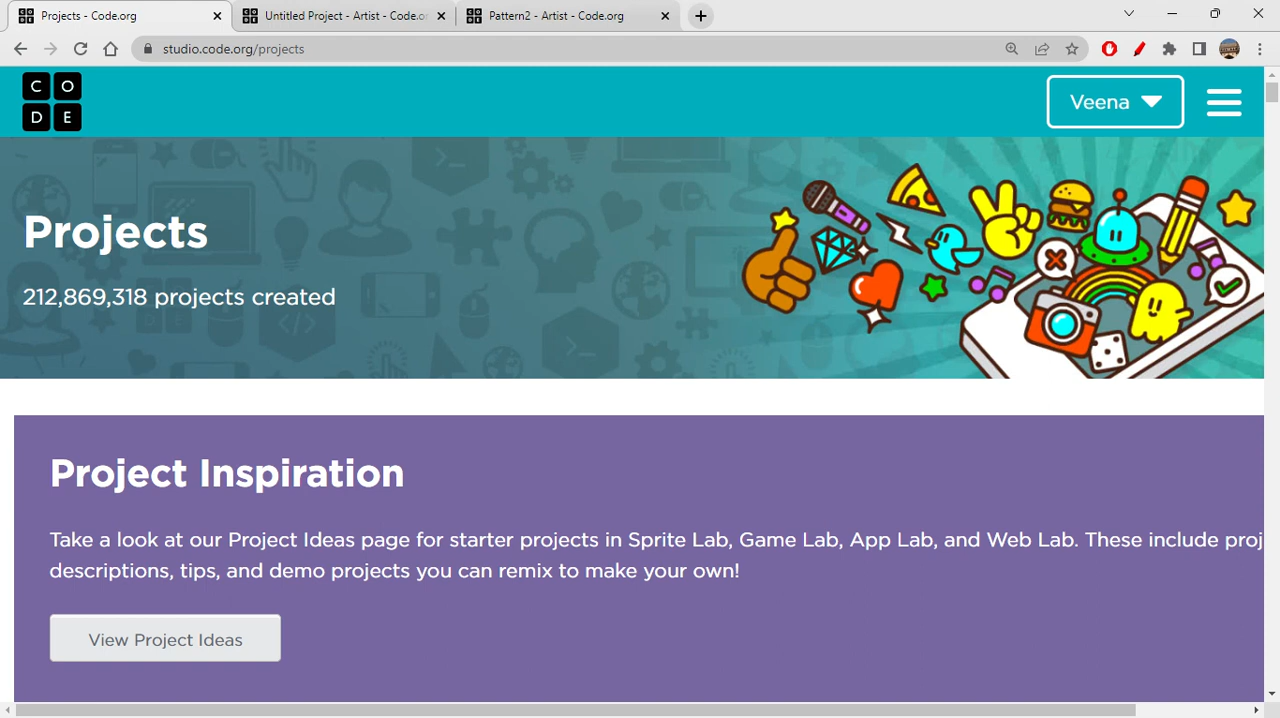 Projects - Code.org
Untitled Project - Artist - Code.o
Pattern2 - Artist - Code.org
studio.code.org/projects
C O
D E
Veena
Projects
212,869,318 projects created
Project Inspiration
Take a look at our Project Ideas page for starter projects in Sprite Lab, Game Lab, App Lab, and Web Lab. These include proj
descriptions, tips, and demo projects you can remix to make your own!
View Project Ideas